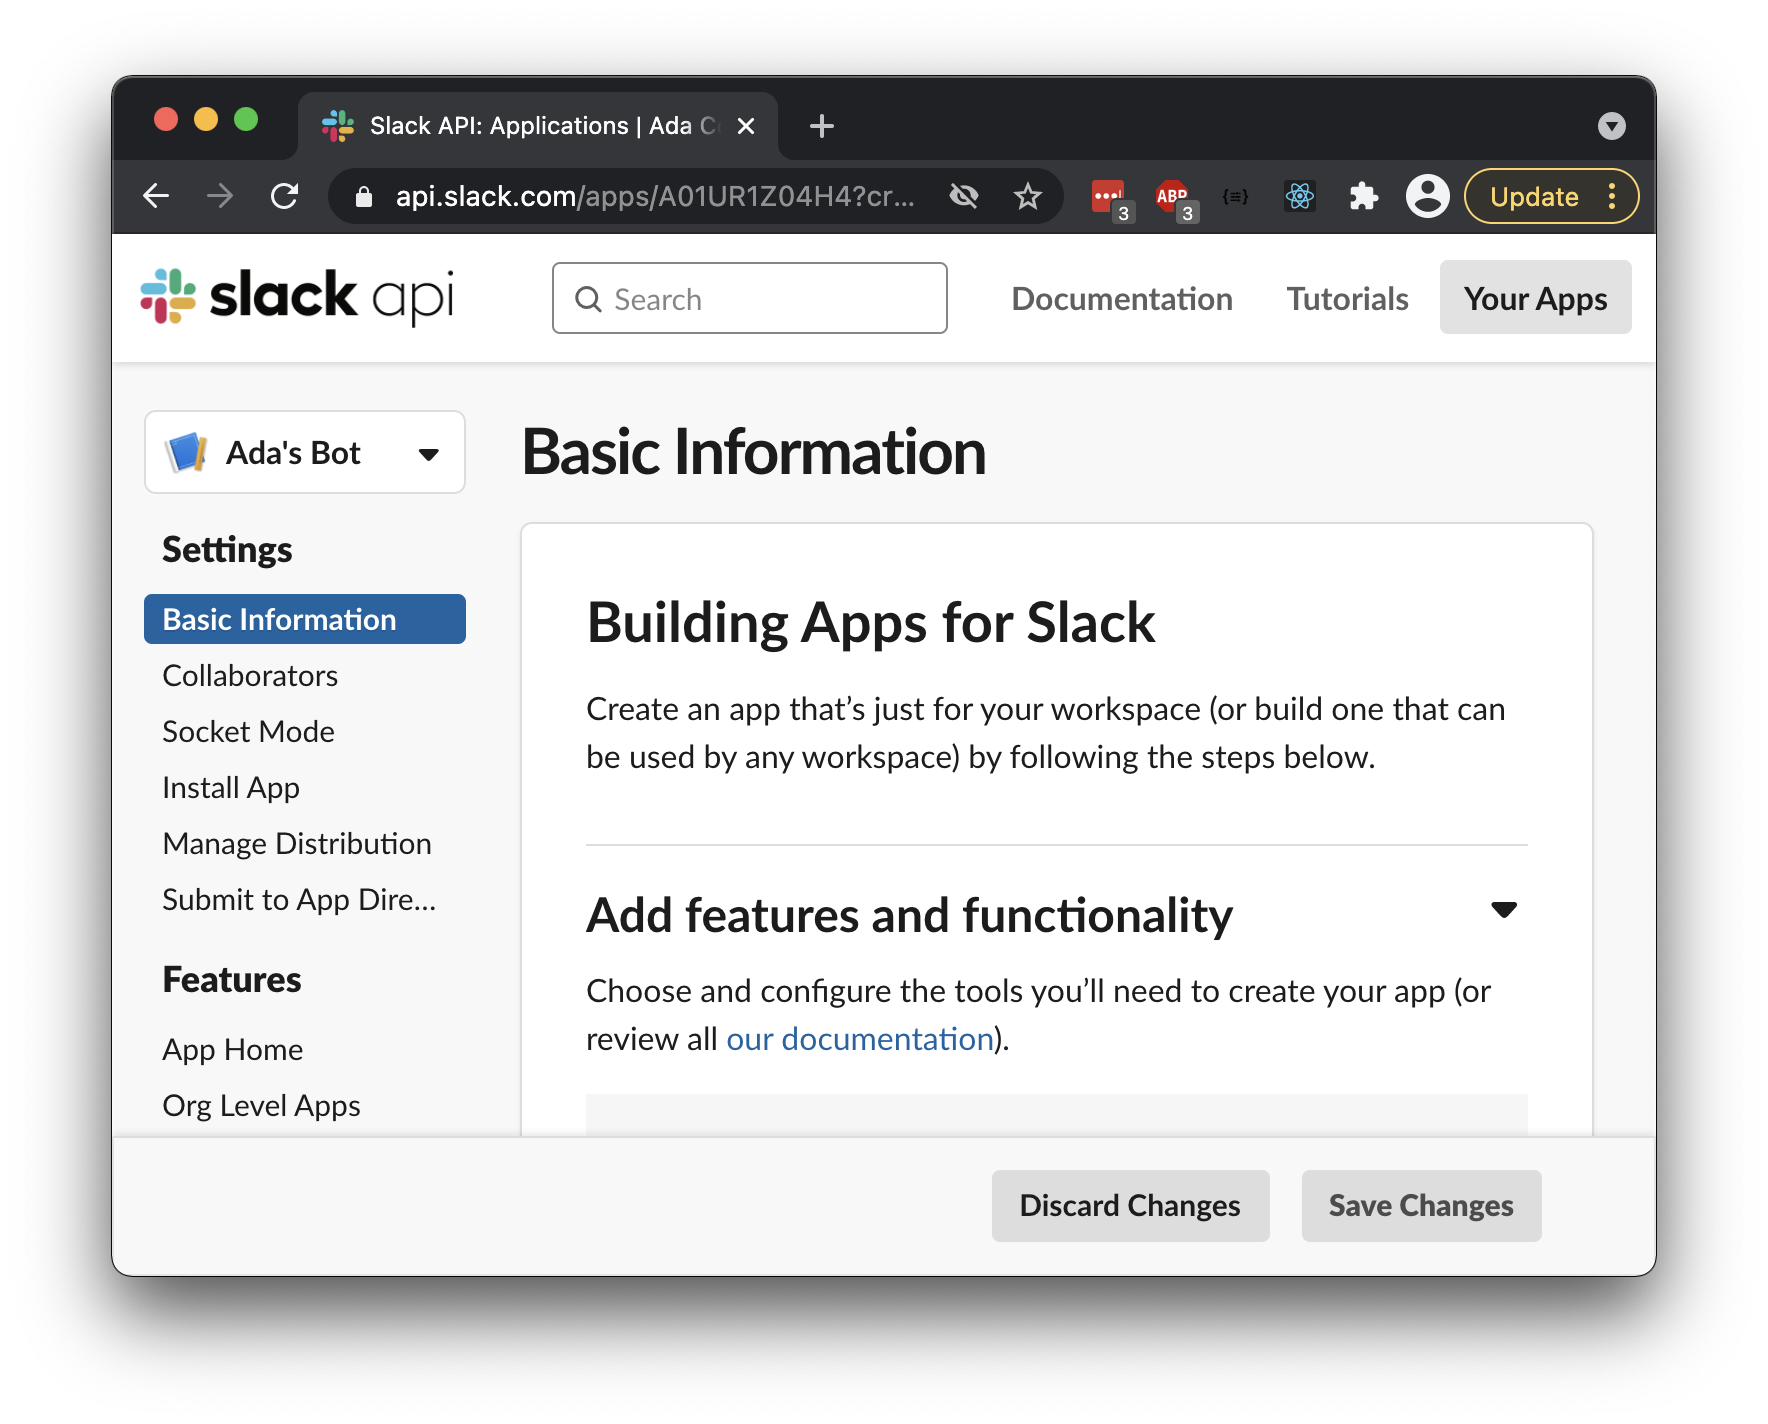 Slack API: Applications | Ada C
api.slack.com/apps/A01UR1Z04H4?cr...
3
ABP
3
{≡}
Update
slack api
Search
Documentation
Tutorials
Your Apps
Ada's Bot
Basic Information
Settings
Basic Information
Collaborators
Socket Mode
Install App
Manage Distribution
Submit to App Dire...
Features
App Home
Org Level Apps
Building Apps for Slack
Create an app that’s just for your workspace (or build one that can
be used by any workspace) by following the steps below.
Add features and functionality
Choose and configure the tools you’ll need to create your app (or
review all our documentation).
Discard Changes
Save Changes